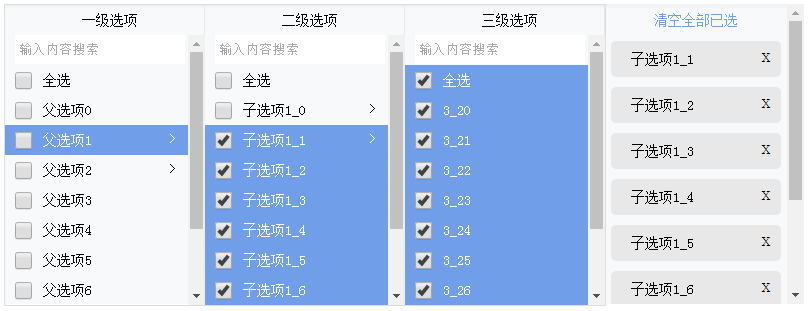 一级选项
输入内容搜索
全选
父选项0
父选项1
父选项2
父选项3
父选项4
父选项5
父选项6
二级选项
输入内容搜索
全选
子选项1_0
子选项1_1
子选项1_2
子选项1_3
子选项1_4
子选项1_5
子选项1_6
三级选项
输入内容搜索
全选
3_20
3_21
3_22
3_23
3_24
3_25
3_26
清空全部已选
子选项1_1 X
子选项1_2 X
子选项1_3 X
子选项1_4 X
子选项1_5 X
子选项1_6 X